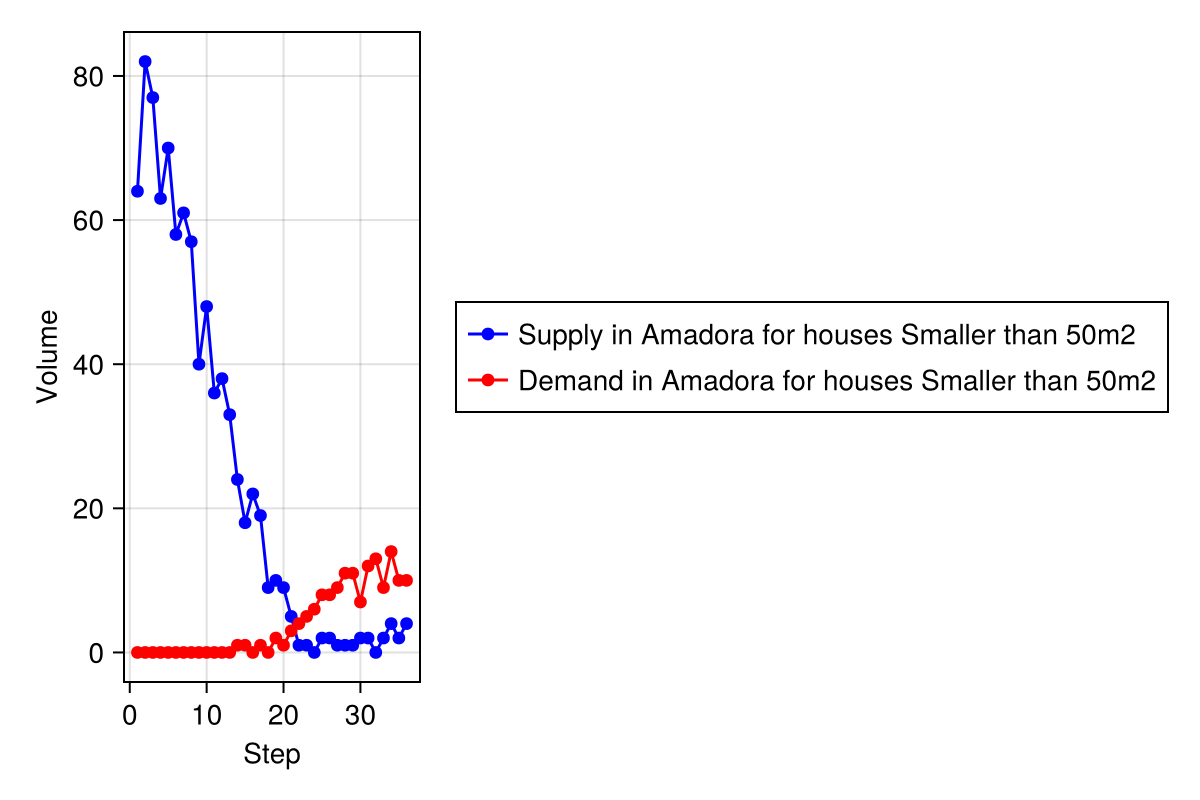 80
60
40
20
0
Volume
0 10 20 30
Step
Supply in Amadora for houses Smaller than 50m2
Demand in Amadora for houses Smaller than 50m2